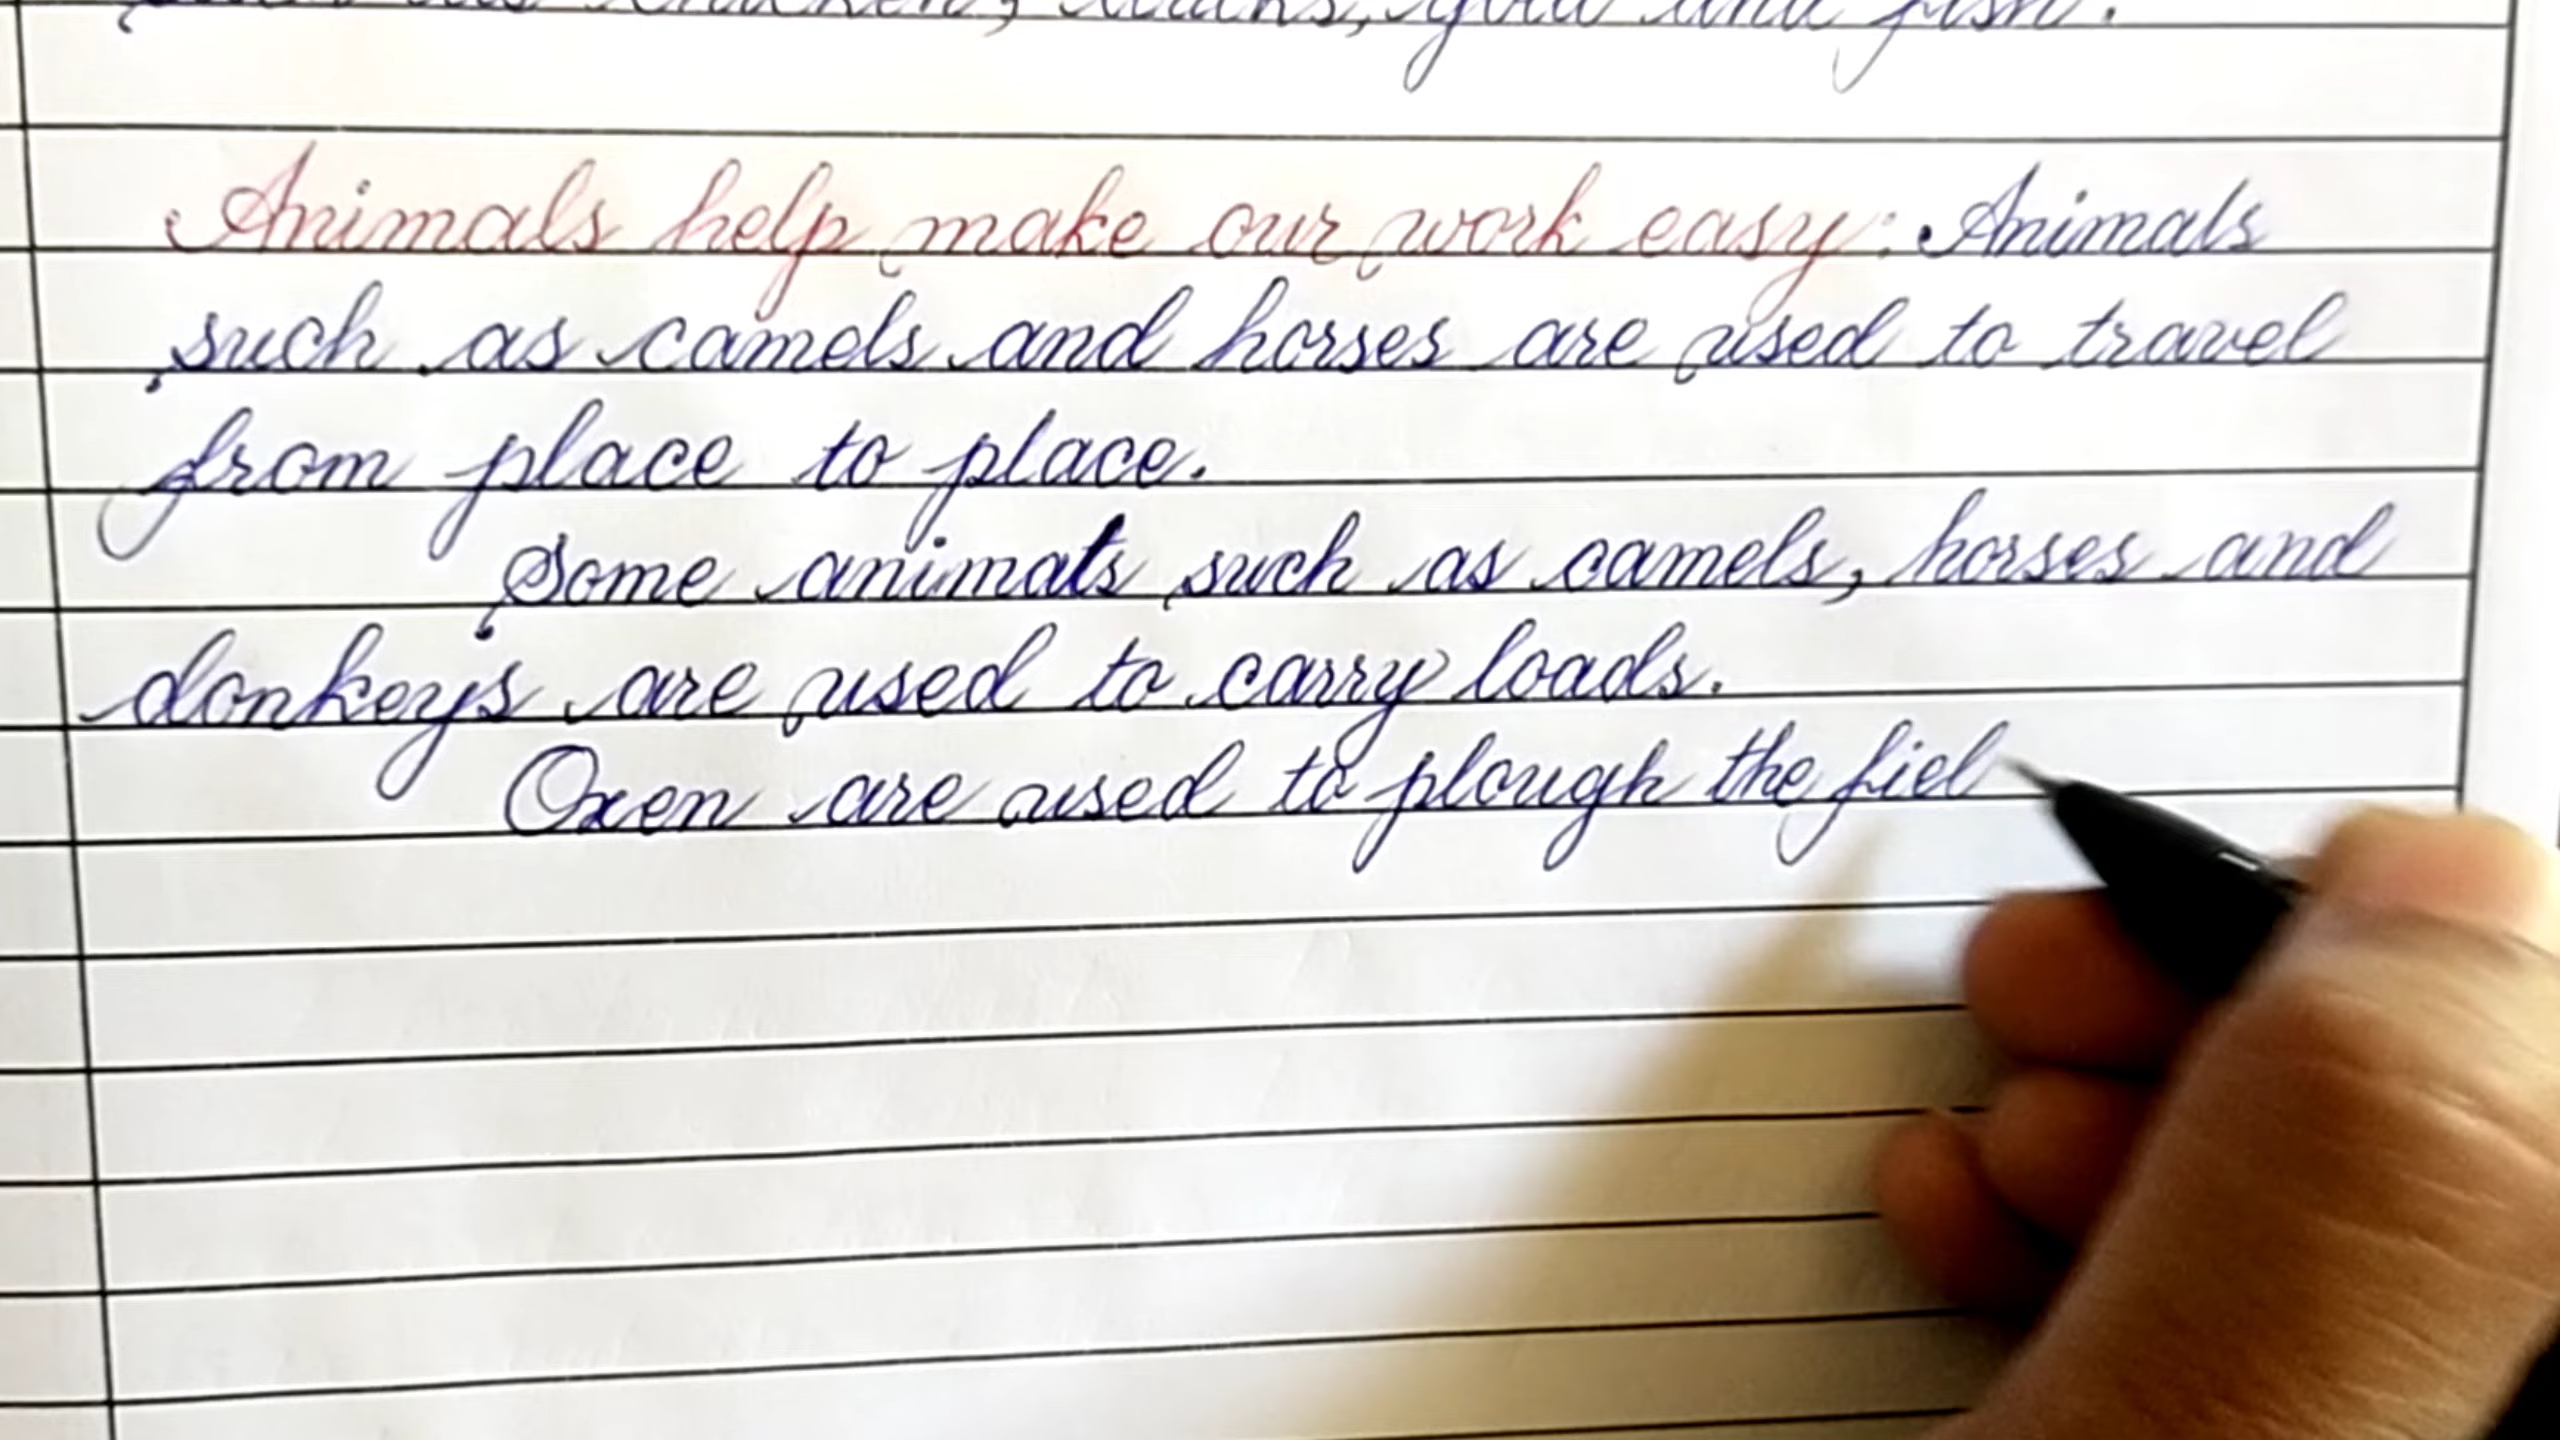 and fish.
Animals help make our work easy: Animals
such as camels and horses are used to travel
from place to place.
Some animals such as camels, horses and
donkeys are used to carry loads.
Oxen are used to plough the fiel